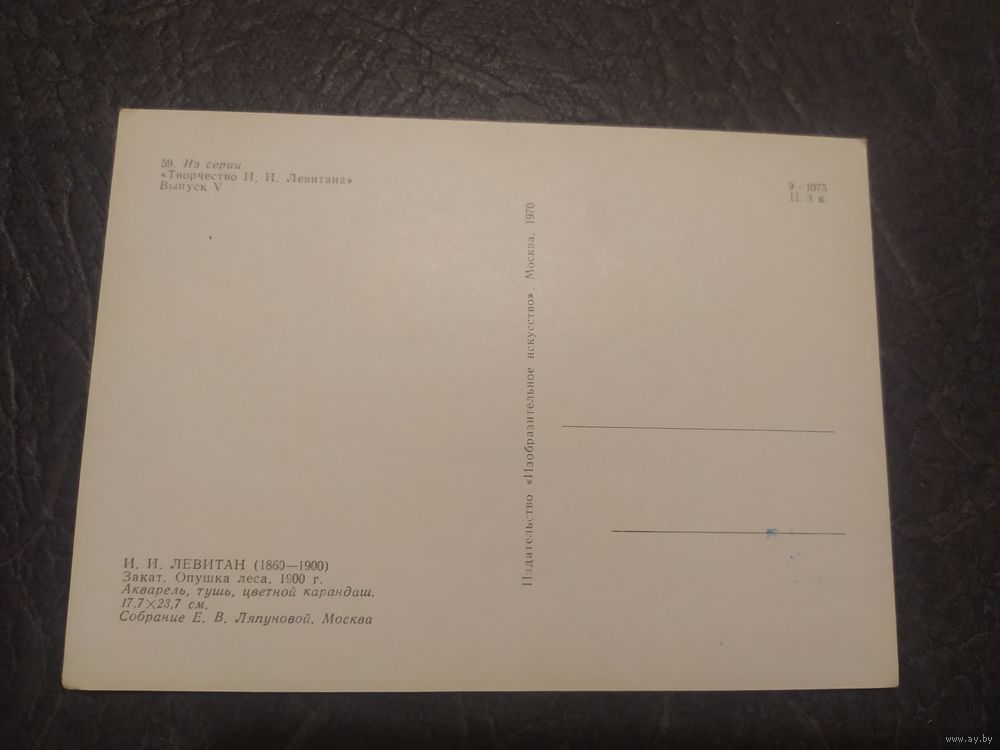 59. Из серии
«Творчество И. И. Левитана»
Выпуск V
9 - 1075
Ц. 3 к.
Издательство «Изобразительное искусство». Москва. 1970
И. И. ЛЕВИТАН (1860—1900)
Закат. Опушка леса. 1900 г.
Акварель, тушь, цветной карандаш.
17,7×23,7 см.
Собрание Е. В. Ляпуновой. Москва
www.ay.by